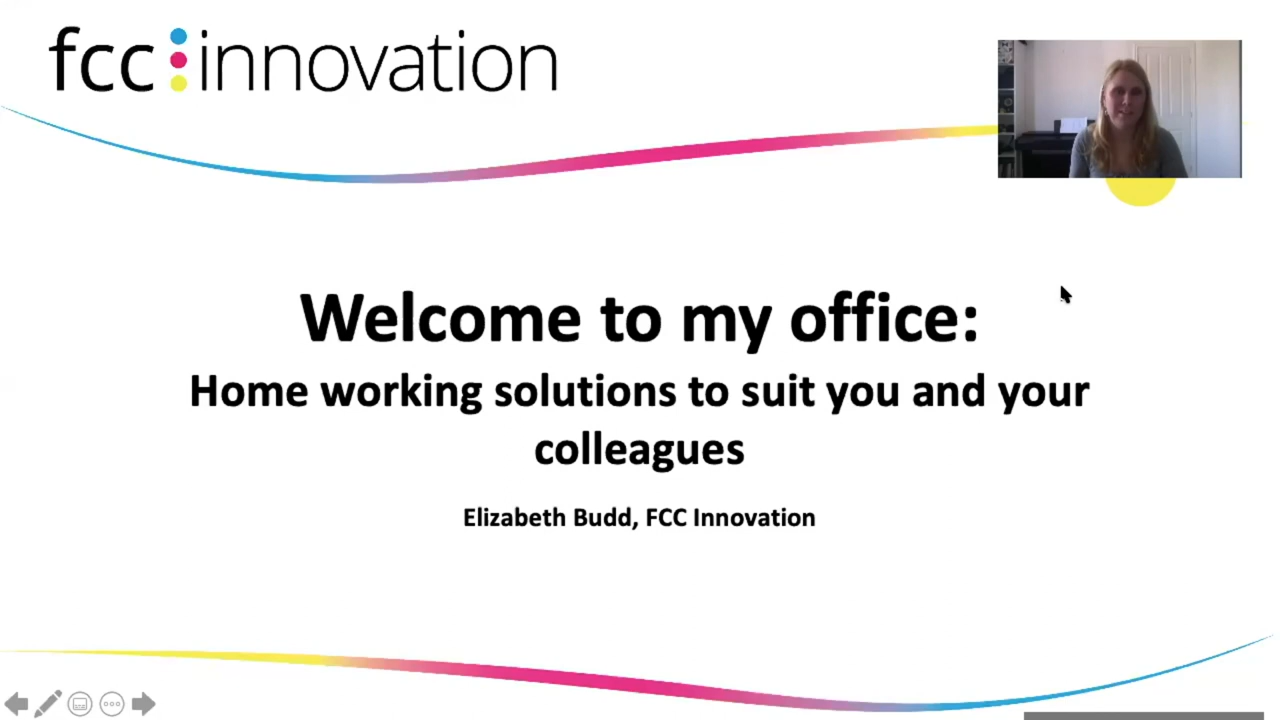 fcc innovation
Welcome to my office:
Home working solutions to suit you and your
colleagues
Elizabeth Budd, FCC Innovation